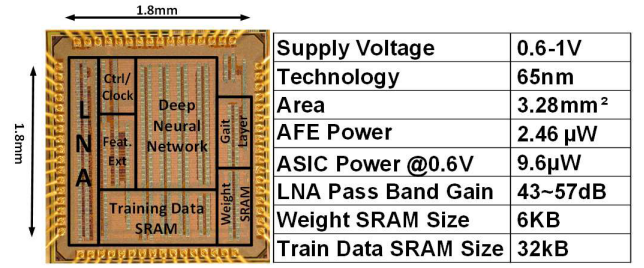 1.8mm
1.8mm
LNA
Ctrl/
Clock
Feat.
Ext
Deep
Neural
Network
Gait
Layer
Training Data
SRAM
Weight
SRAM
Supply Voltage 0.6-1V
Technology 65nm
Area 3.28mm²
AFE Power 2.46 µW
ASIC Power @0.6V 9.6µW
LNA Pass Band Gain 43~57dB
Weight SRAM Size 6KB
Train Data SRAM Size 32kB